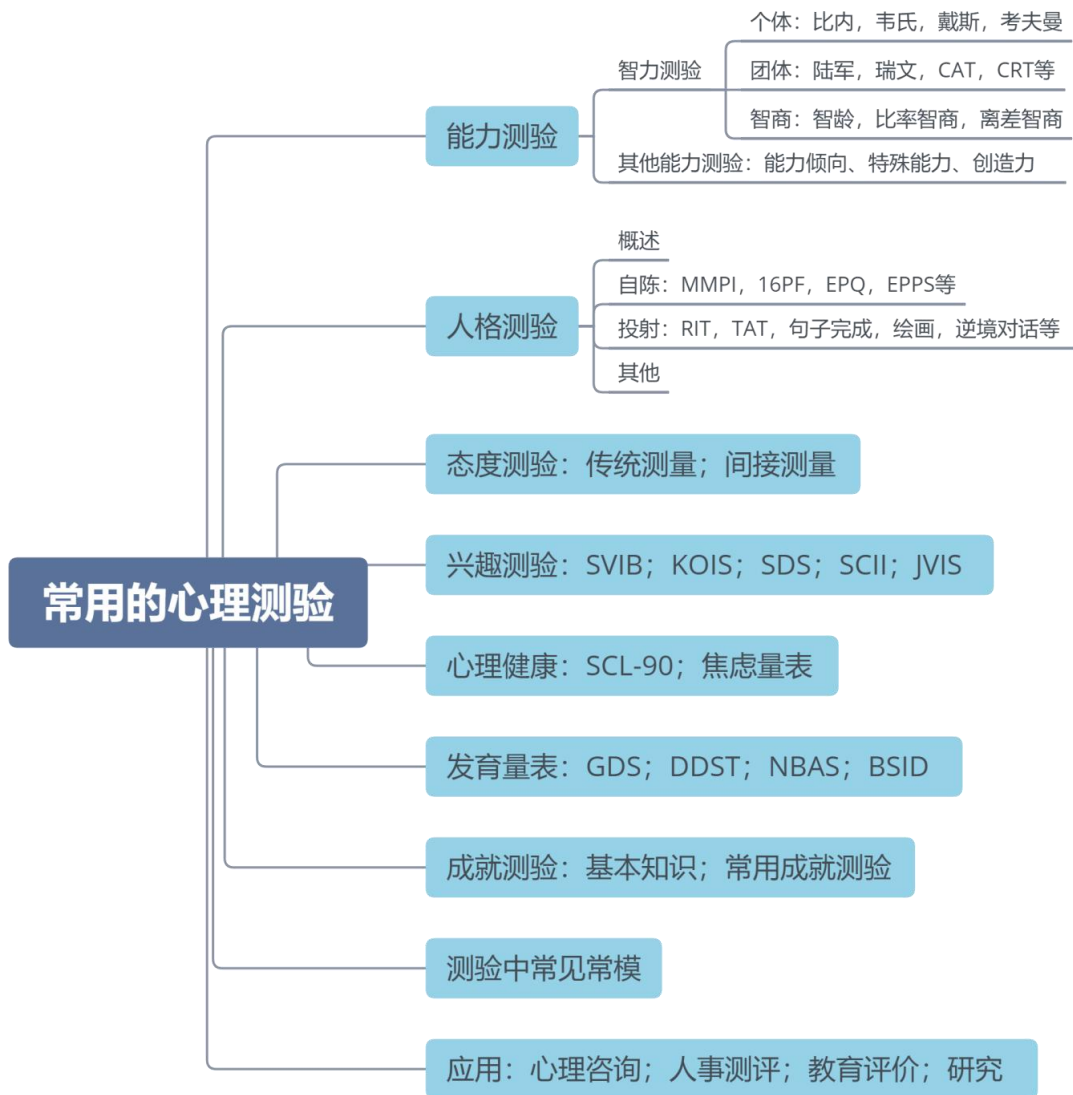 常用的心理测验
能力测验
智力测验
个体：比内，韦氏，戴斯，考夫曼
团体：陆军，瑞文，CAT，CRT等
智商：智龄，比率智商，离差智商
其他能力测验：能力倾向、特殊能力、创造力
人格测验
概述
自陈：MMPI，16PF，EPQ，EPPS等
投射：RIT，TAT，句子完成，绘画，逆境对话等
其他
态度测验：传统测量；间接测量
兴趣测验：SVIB；KOIS；SDS；SCII；JVIS
心理健康：SCL-90；焦虑量表
发育量表：GDS；DDST；NBAS；BSID
成就测验：基本知识；常用成就测验
测验中常见常模
应用：心理咨询；人事测评；教育评价；研究